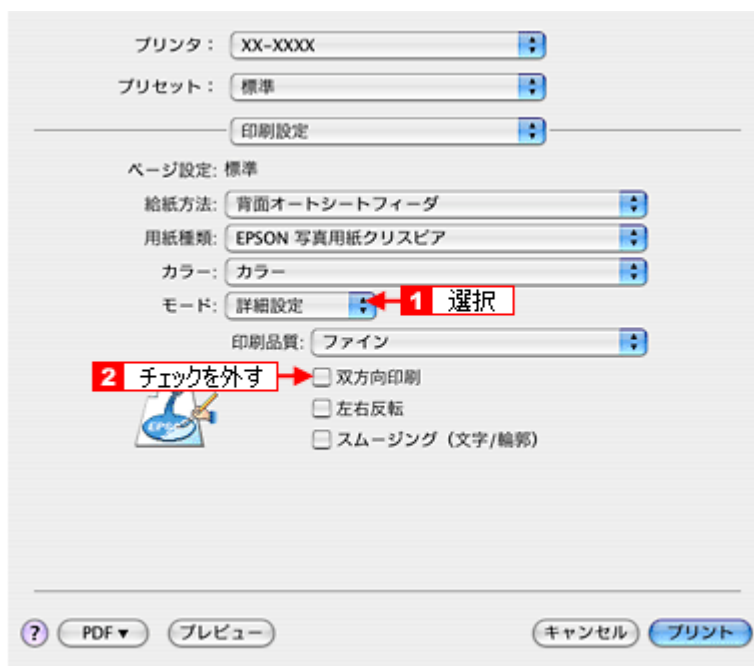 プリンタ： XX-XXXX
プリセット： 標準
印刷設定
ページ設定: 標準
給紙方法: 背面オートシートフィーダ
用紙種類: EPSON 写真用紙クリスピア
カラー: カラー
モード: 詳細設定 1 選択
印刷品質: ファイン
2 チェックを外す 双方向印刷
左右反転
EPSON
スムージング（文字/輪郭）
? PDF▼ プレビュー キャンセル プリント